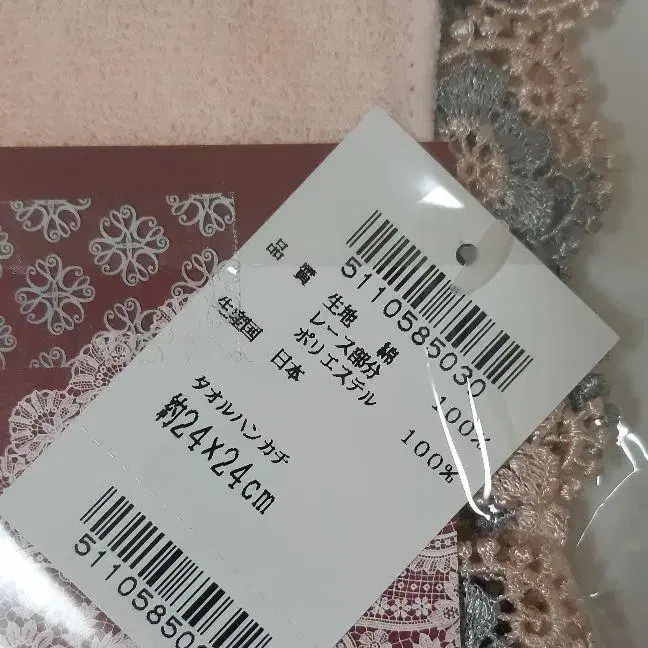 5110585030
品質 生地 綿 100%
レース部分
ポリエステル 100%
生産国 日本
タオルハンカチ
約24×24cm